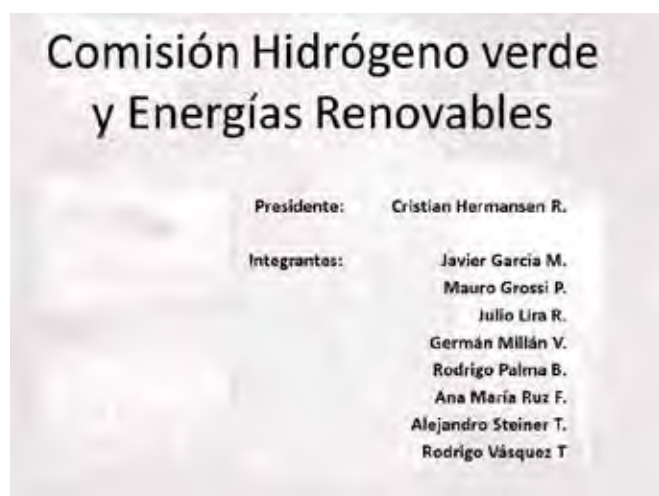 Comisión Hidrógeno verde
y Energías Renovables
Presidente: Cristian Hermansen R.
Integrantes: Javier García M.
Mauro Grossi P.
Julio Lira R.
Germán Millán V.
Rodrigo Palma B.
Ana María Ruz F.
Alejandro Steiner T.
Rodrigo Vásquez T